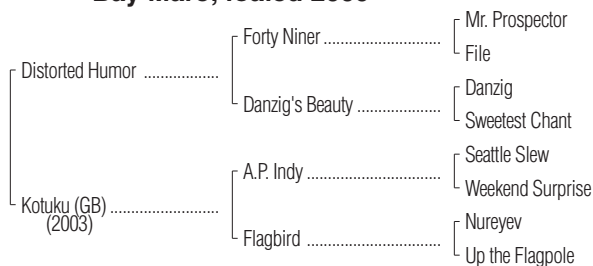 Bay Mare, foaled
Mr. Prospector
Forty Niner ..........................
File
Distorted Humor .................
Danzig
Danzig's Beauty ...................
Sweetest Chant
Seattle Slew
A.P. Indy ..............................
Weekend Surprise
Kotuku (GB) .........................
(2003)
Nureyev
Flagbird ..............................
Up the Flagpole